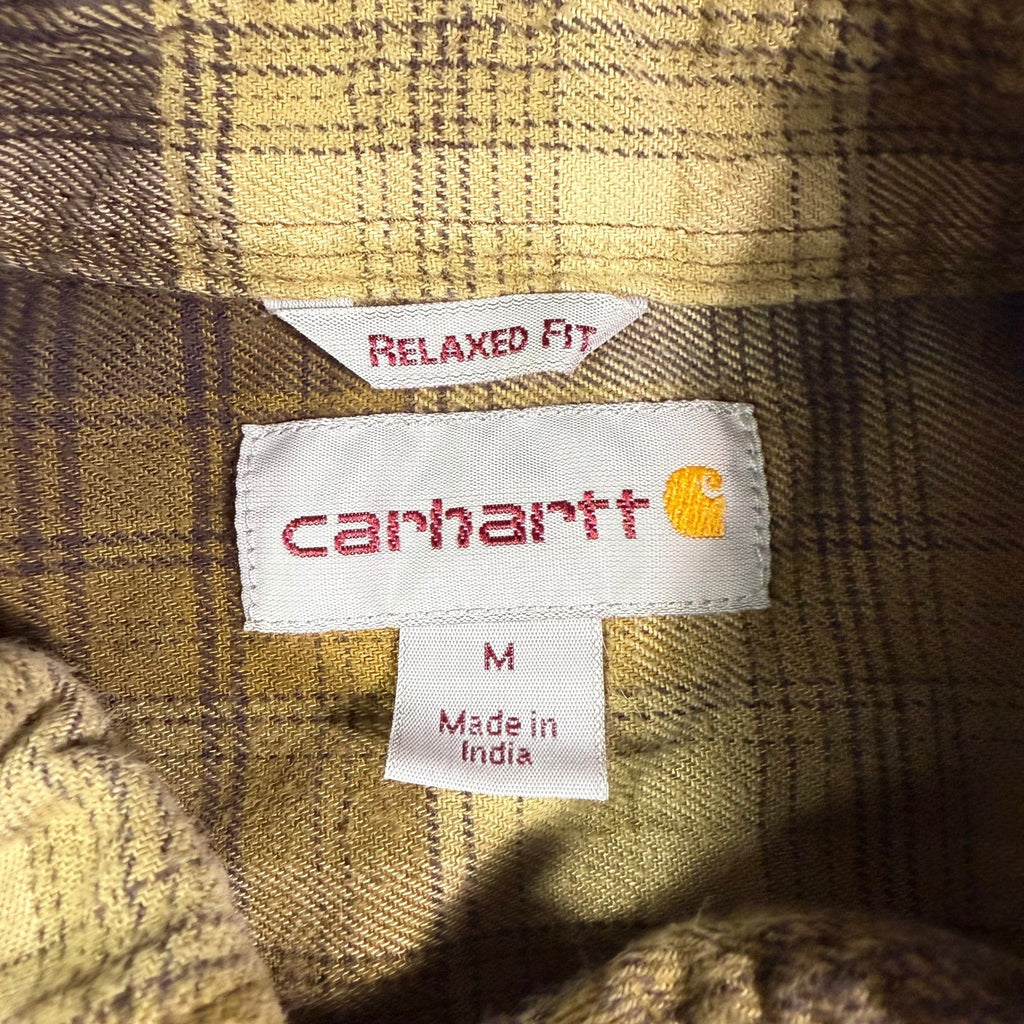 RELAXED FIT
carhartt
M
Made in
India